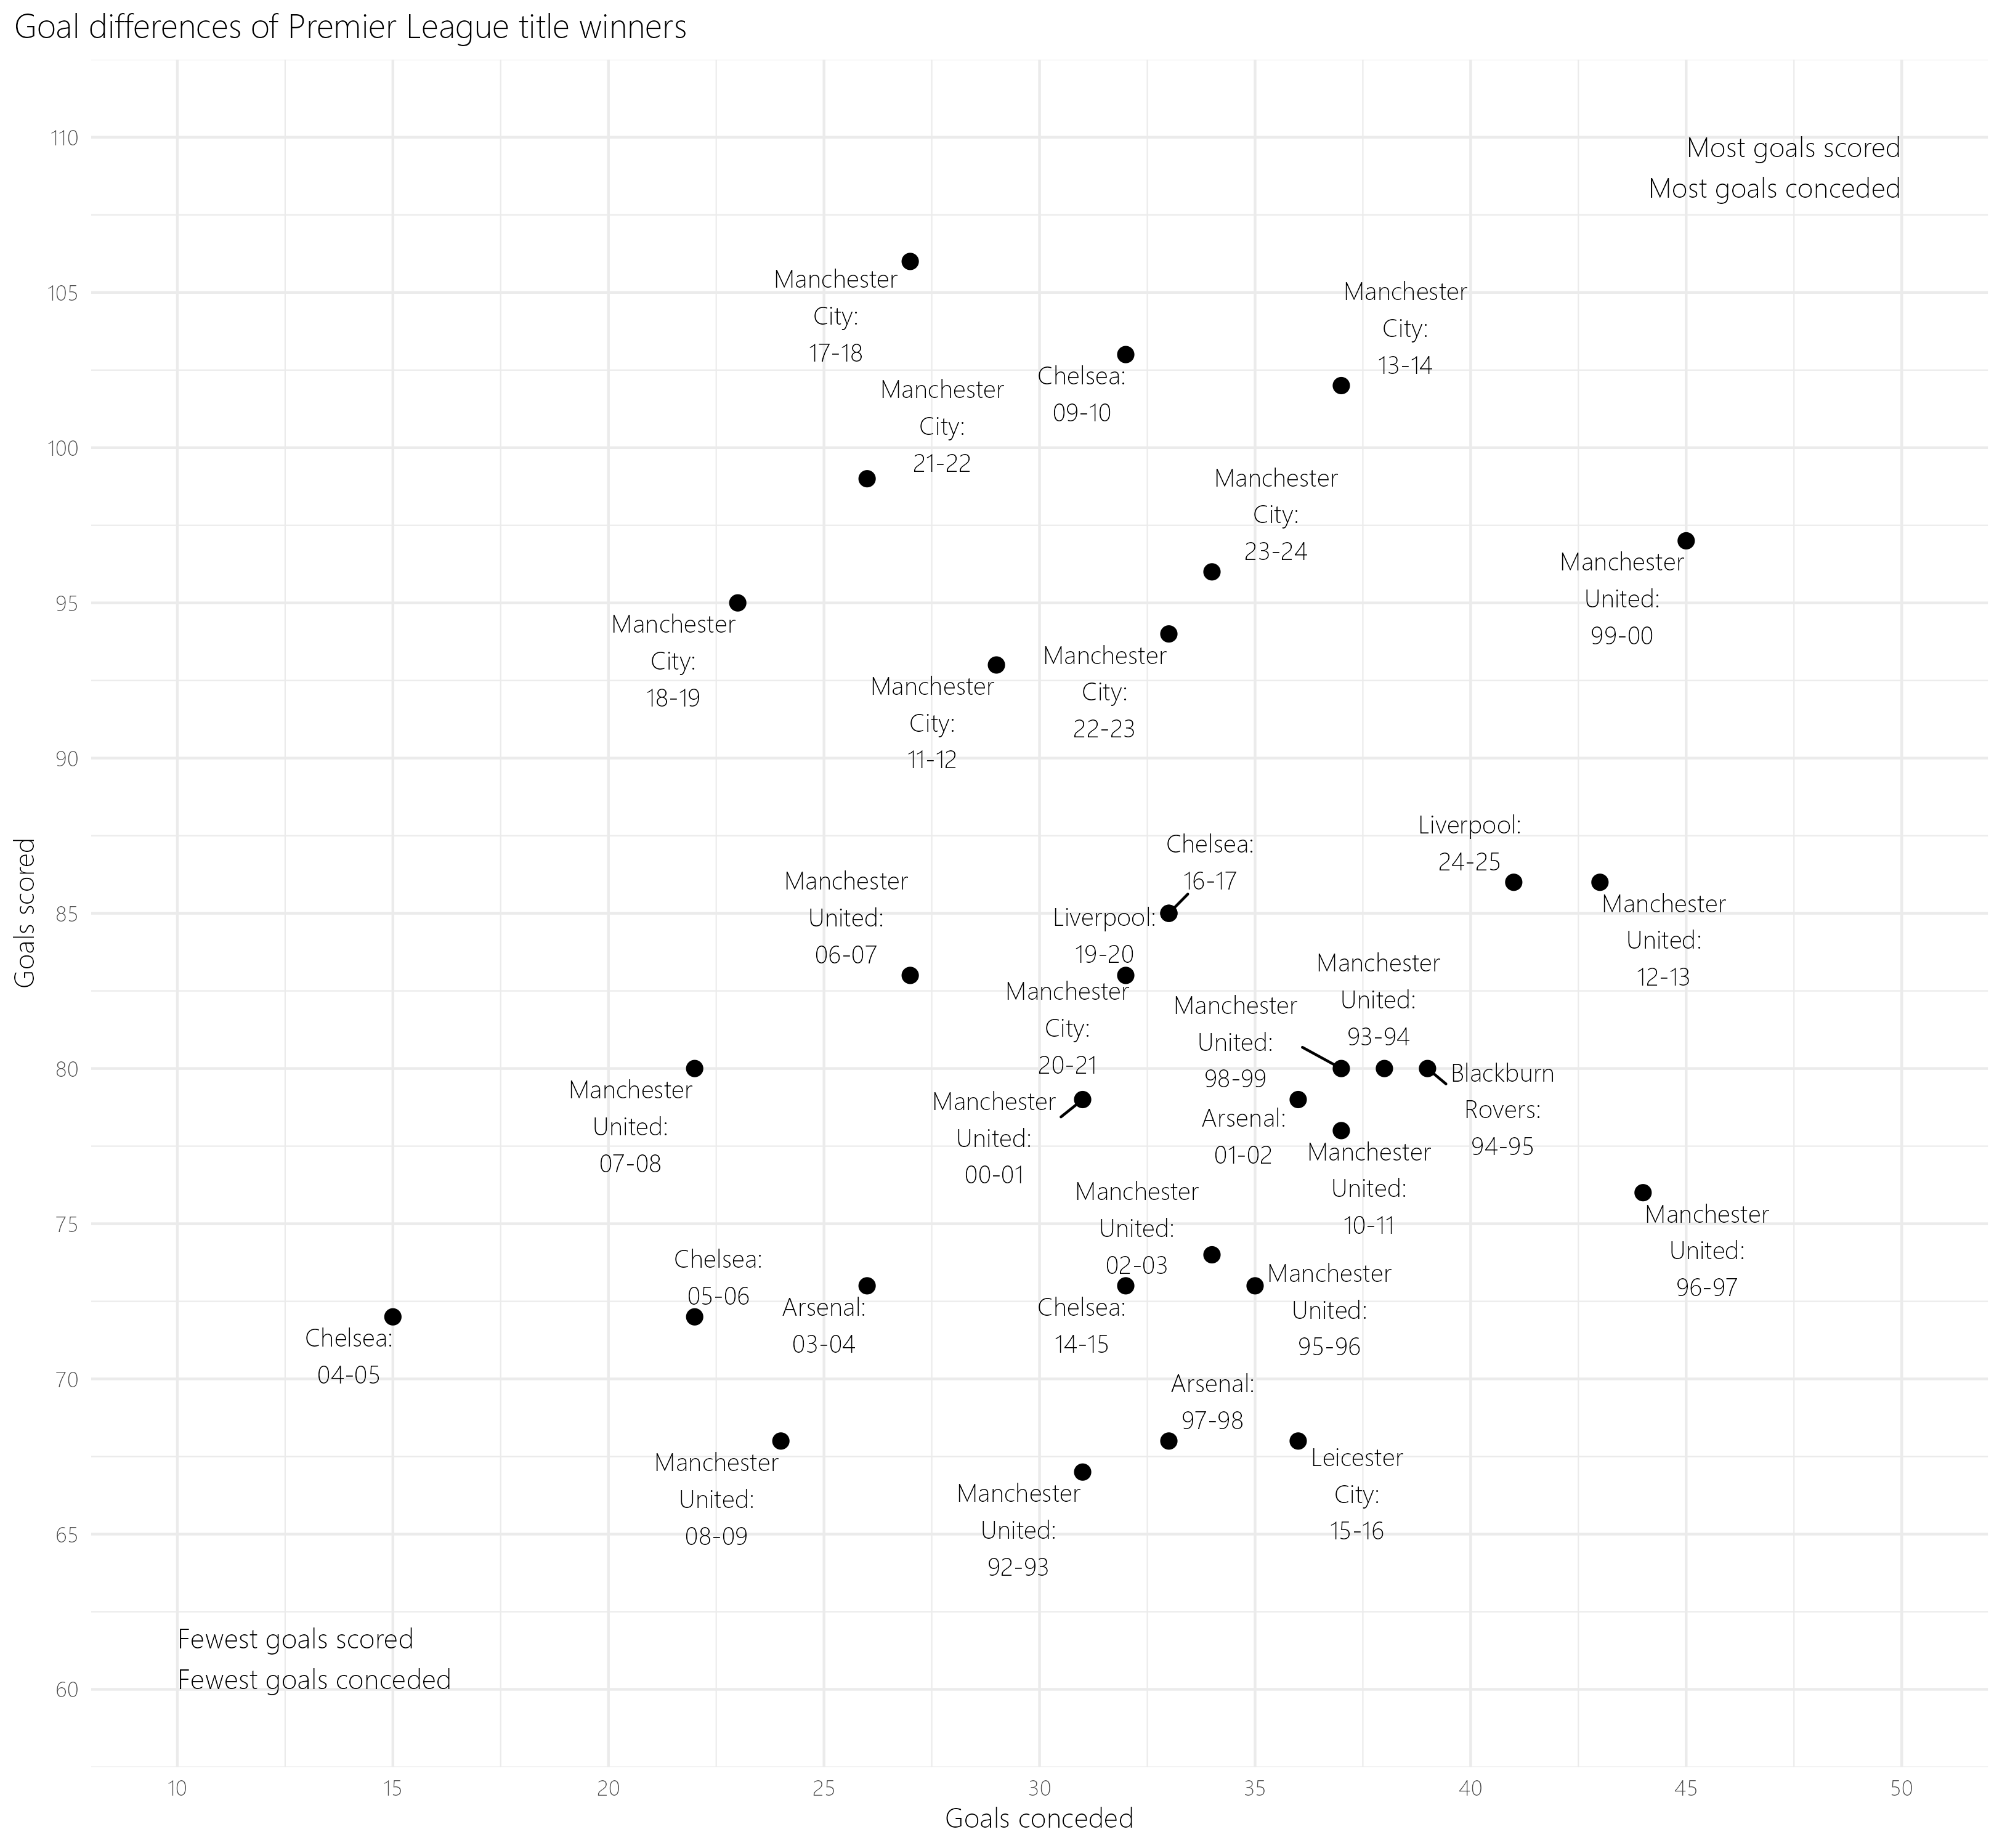 Goal differences of Premier League title winners
110
105
100
95
90
85
80
75
70
65
60
Goals scored
Most goals scored
Most goals conceded
Manchester
City:
17-18
Manchester
City:
13-14
Chelsea:
09-10
Manchester
City:
21-22
Manchester
City:
23-24
Manchester
United:
99-00
Manchester
City:
18-19
Manchester
City:
22-23
Manchester
City:
11-12
Liverpool:
24-25
Chelsea:
16-17
Manchester
United:
06-07
Manchester
United:
12-13
Liverpool:
19-20
Manchester
United:
93-94
Manchester
City:
20-21
Manchester
United:
98-99
Blackburn
Rovers:
94-95
Manchester
United:
07-08
Manchester
United:
00-01
Arsenal:
01-02
Manchester
United:
10-11
Manchester
United:
02-03
Manchester
United:
96-97
Chelsea:
05-06
Manchester
United:
95-96
Arsenal:
03-04
Chelsea:
14-15
Chelsea:
04-05
Arsenal:
97-98
Manchester
United:
08-09
Leicester
City:
15-16
Manchester
United:
92-93
Fewest goals scored
Fewest goals conceded
10
15
20
25
30
35
40
45
50
Goals conceded